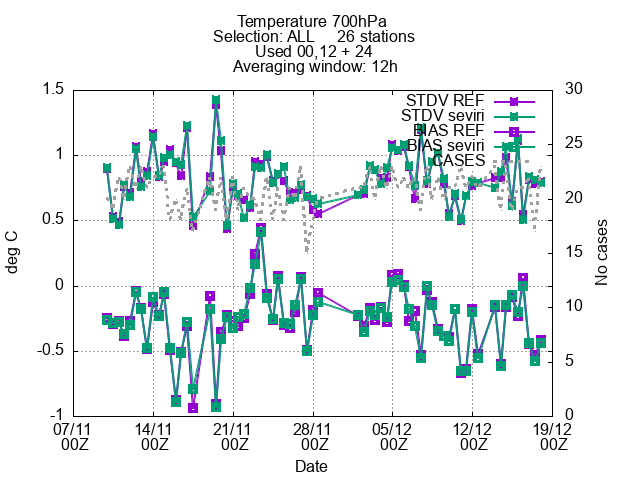 Temperature 700hPa
Selection: ALL 26 stations
Used 00,12 + 24
Averaging window: 12h
STDV REF
STDV seviri
BIAS REF
BIAS seviri
CASES
1.5
1
0.5
0
-0.5
-1
deg C
30
25
20
15
10
5
0
No cases
07/11 14/11 21/11 28/11 05/12 12/12 19/12
00Z 00Z 00Z 00Z 00Z 00Z 00Z
Date